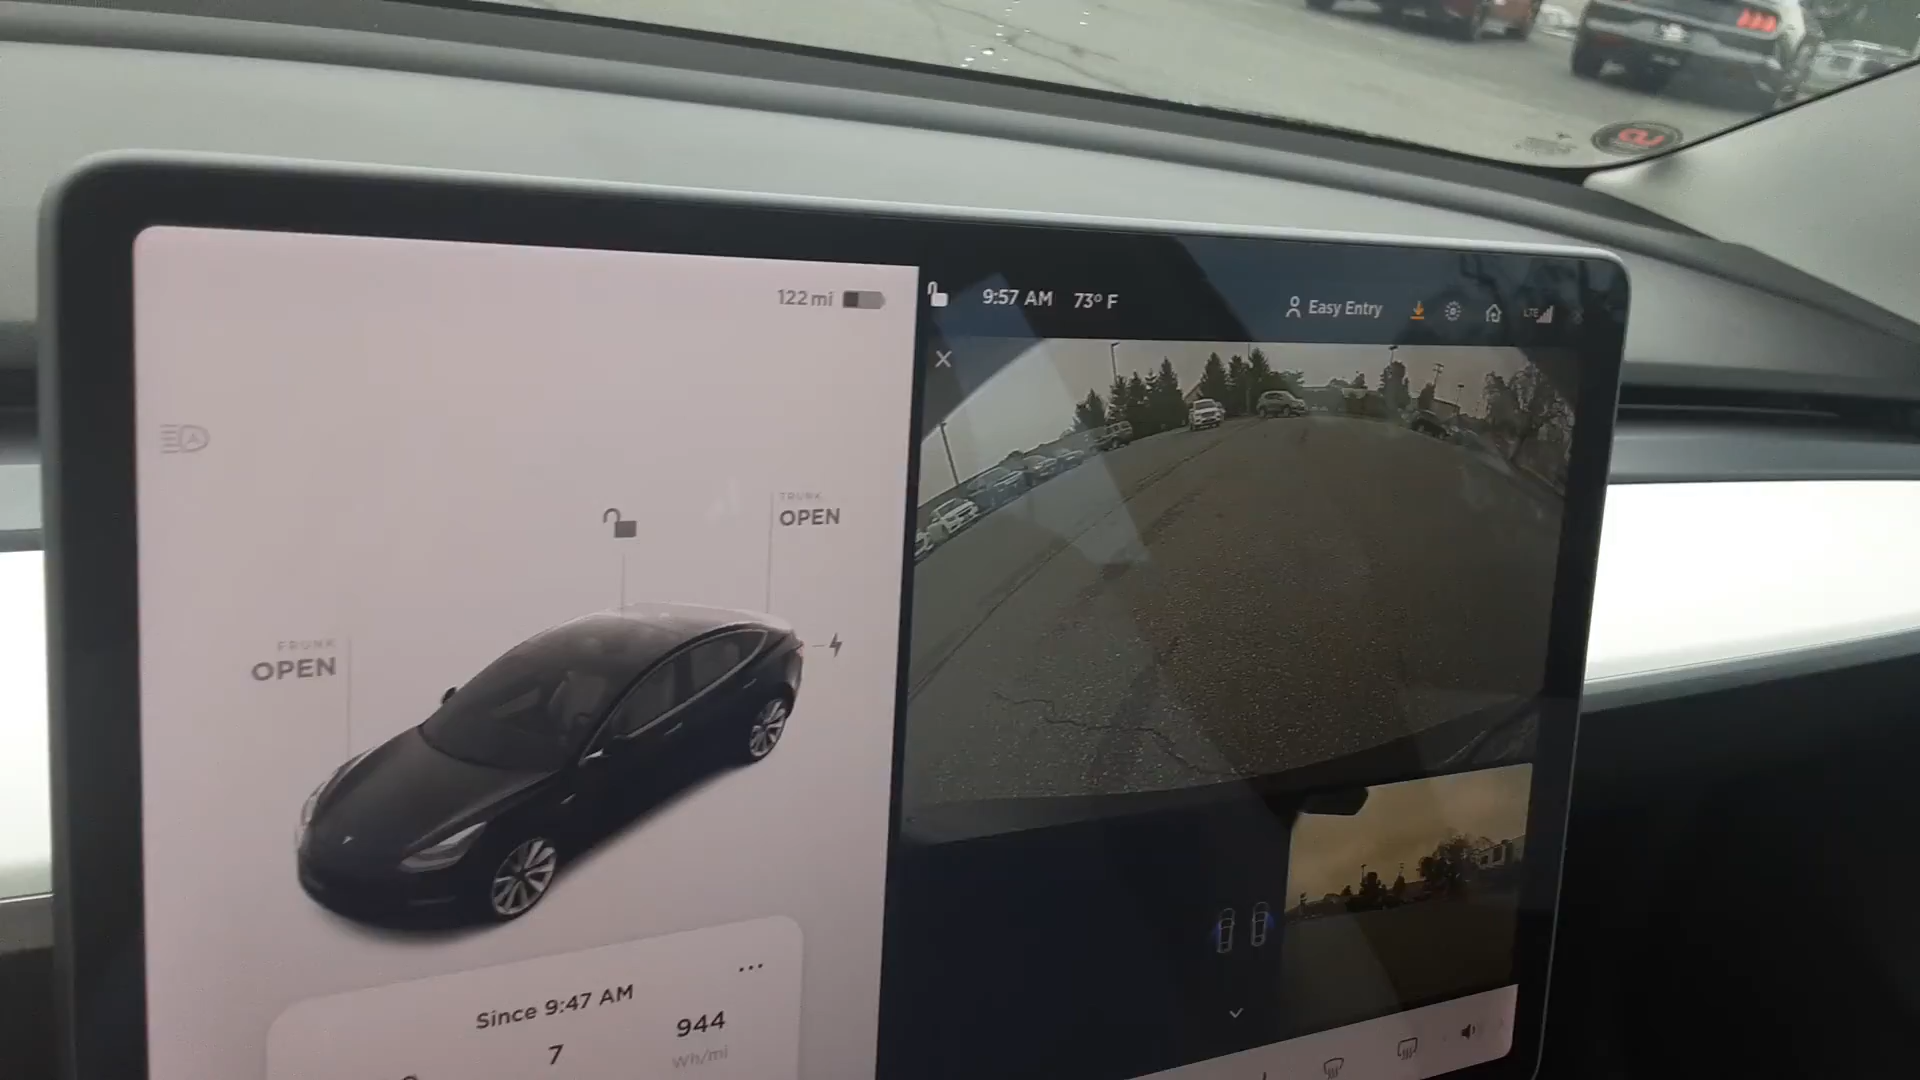 122 mi
9:57 AM 73° F
Easy Entry
LTE
TRUNK
OPEN
FRUNK
OPEN
Since 9:47 AM
7
944
Wh/mi